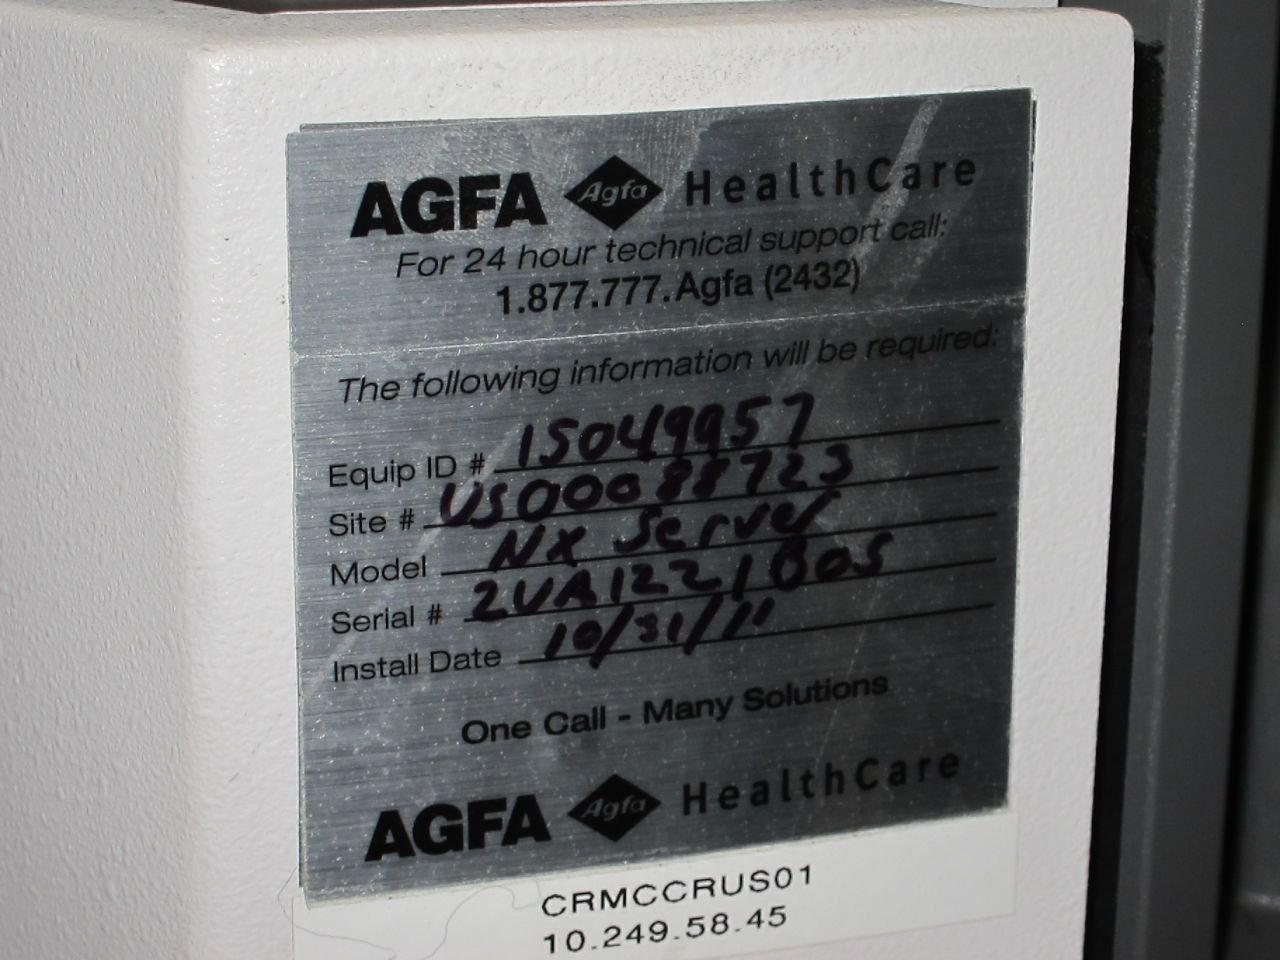 AGFA Agfa HealthCare
For 24 hour technical support call:
1.877.777.Agfa (2432)
The following information will be required:
Equip ID # 15049957
Site # US00088723
Model NX Server
Serial # 2UA1221B0S
Install Date 10/31/11
One Call - Many Solutions
AGFA Agfa HealthCare
CRMCCRUS01
10.249.58.45